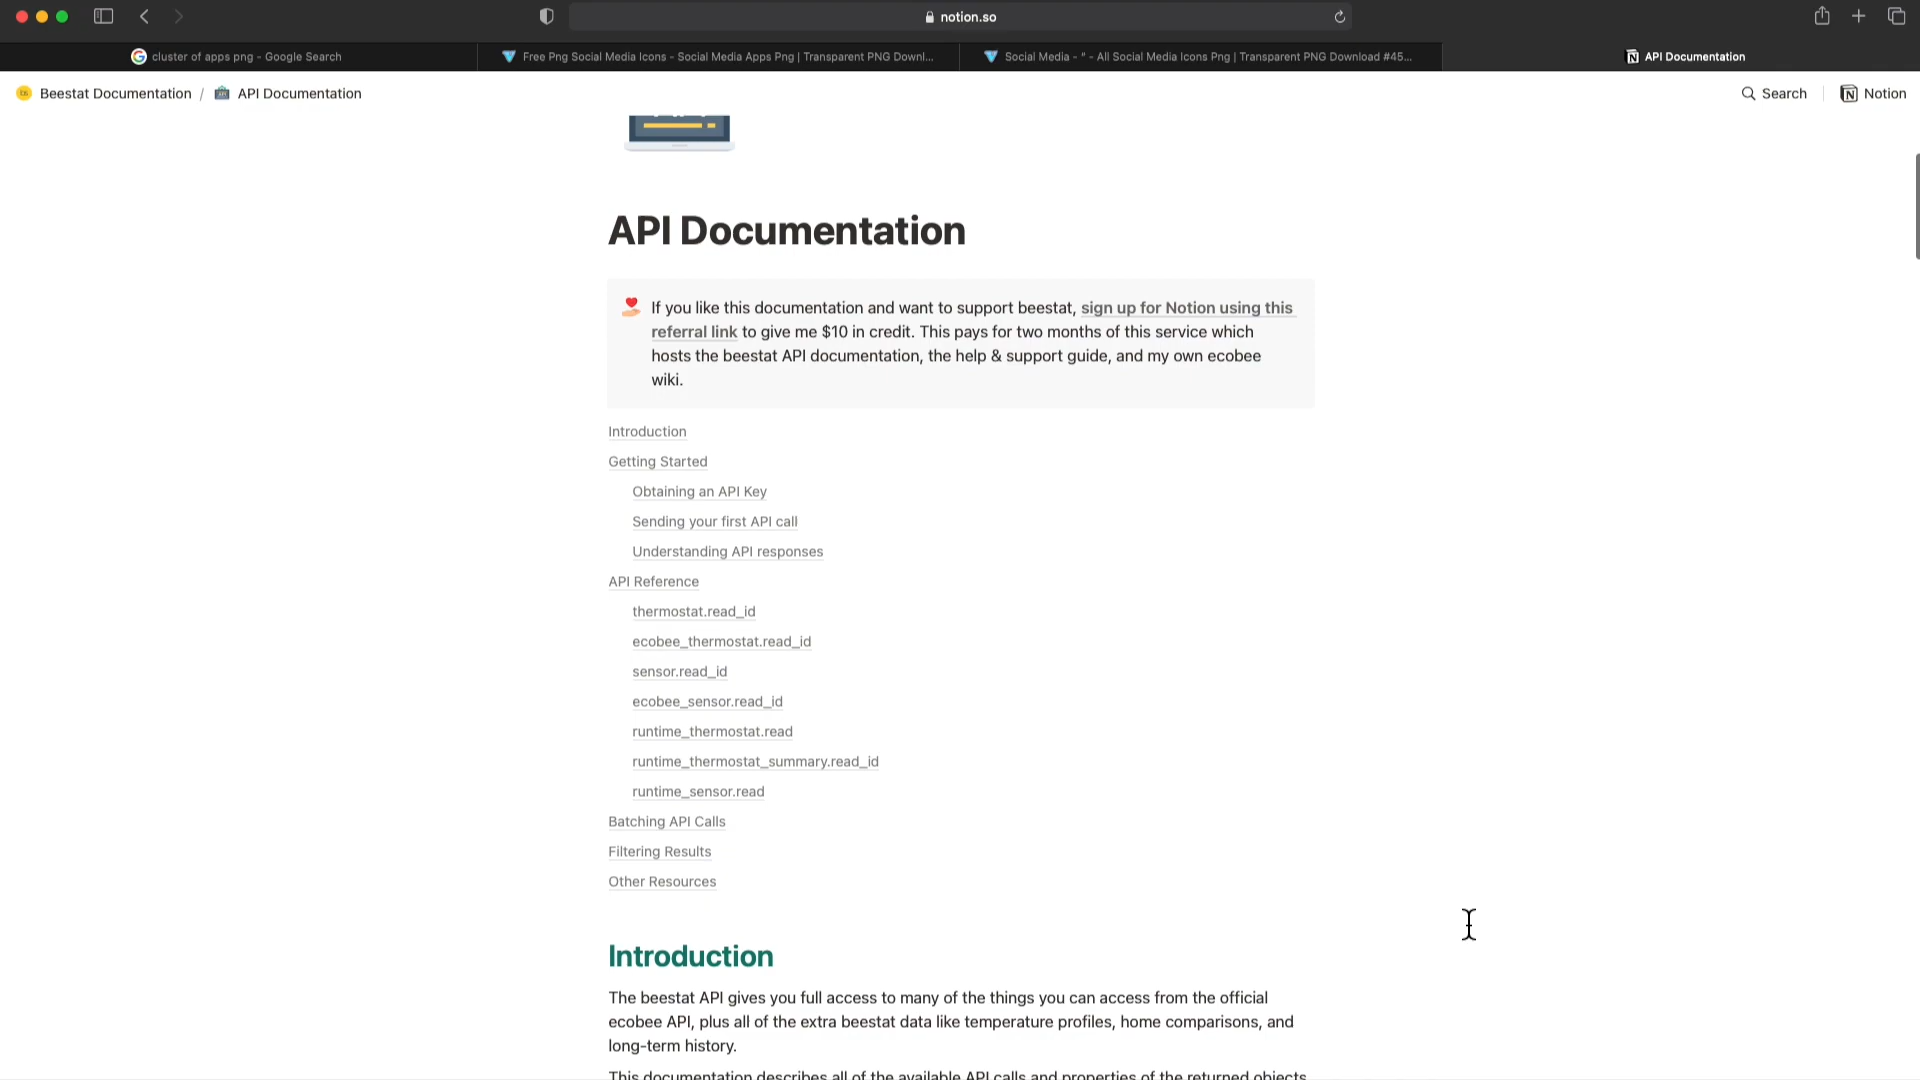 notion.so
cluster of apps png - Google Search
Free Png Social Media Icons - Social Media Apps Png | Transparent PNG Downl...
Social Media - " - All Social Media Icons Png | Transparent PNG Download #45...
API Documentation
Beestat Documentation / API Documentation
Search
Notion
API Documentation
If you like this documentation and want to support beestat, sign up for Notion using this
referral link to give me $10 in credit. This pays for two months of this service which
hosts the beestat API documentation, the help & support guide, and my own ecobee
wiki.
Introduction
Getting Started
Obtaining an API Key
Sending your first API call
Understanding API responses
API Reference
thermostat.read_id
ecobee_thermostat.read_id
sensor.read_id
ecobee_sensor.read_id
runtime_thermostat.read
runtime_thermostat_summary.read_id
runtime_sensor.read
Batching API Calls
Filtering Results
Other Resources
Introduction
The beestat API gives you full access to many of the things you can access from the official
ecobee API, plus all of the extra beestat data like temperature profiles, home comparisons, and
long-term history.
This documentation describes all of the available API calls and properties of the returned objects